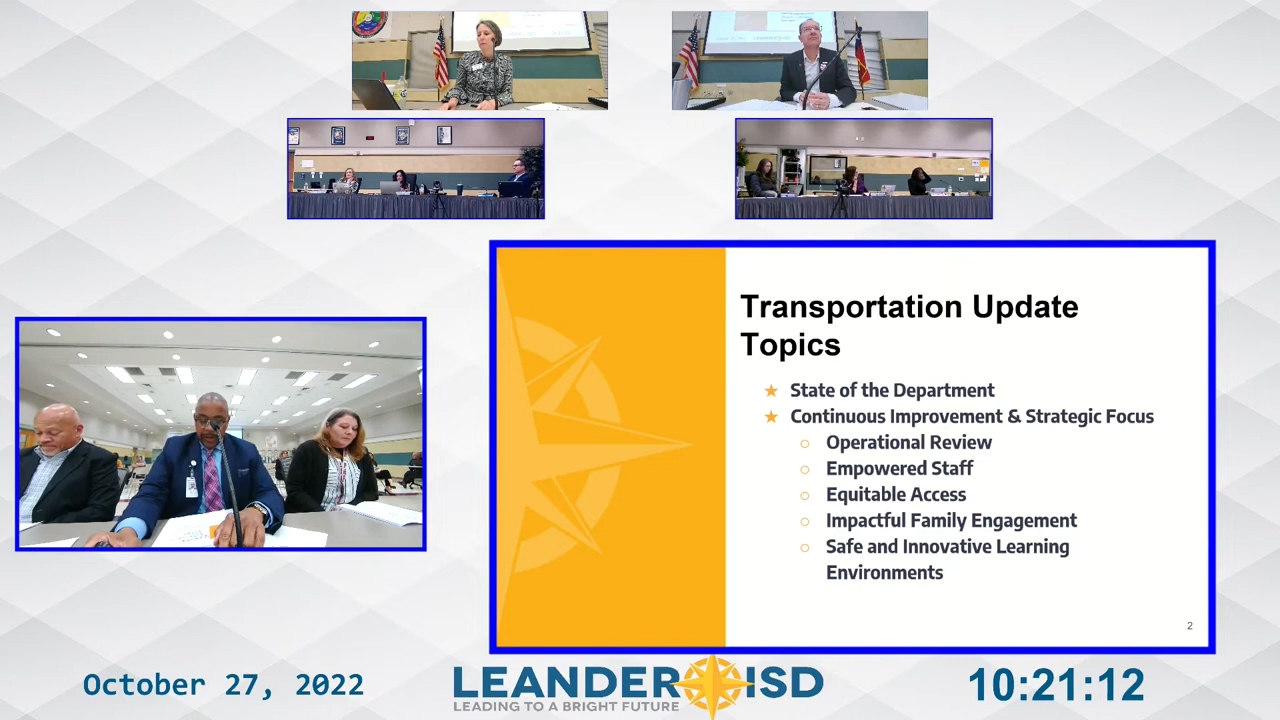 Transportation Update
Topics
State of the Department
Continuous Improvement & Strategic Focus
Operational Review
Empowered Staff
Equitable Access
Impactful Family Engagement
Safe and Innovative Learning
Environments
2
October 27, 2022
LEANDER ISD
LEADING TO A BRIGHT FUTURE
10:21:12